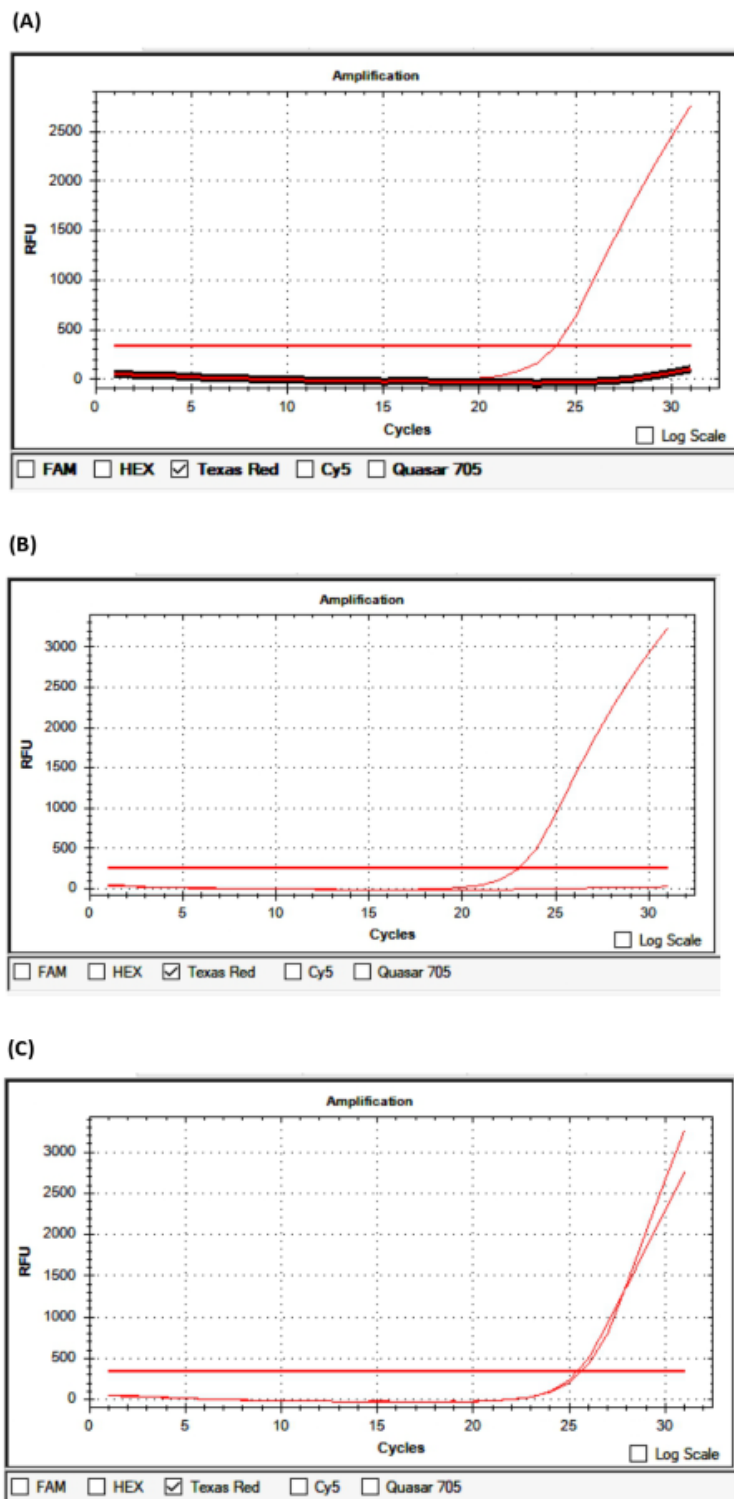 (A)
Amplification
2500
2000
1500
1000
500
0
RFU
0 5 10 15 20 25 30
Cycles
Log Scale
FAM HEX Texas Red Cy5 Quasar 705
(B)
Amplification
3000
2500
2000
1500
1000
500
0
RFU
0 5 10 15 20 25 30
Cycles
Log Scale
FAM HEX Texas Red Cy5 Quasar 705
(C)
Amplification
3000
2500
2000
1500
1000
500
0
RFU
0 5 10 15 20 25 30
Cycles
Log Scale
FAM HEX Texas Red Cy5 Quasar 705